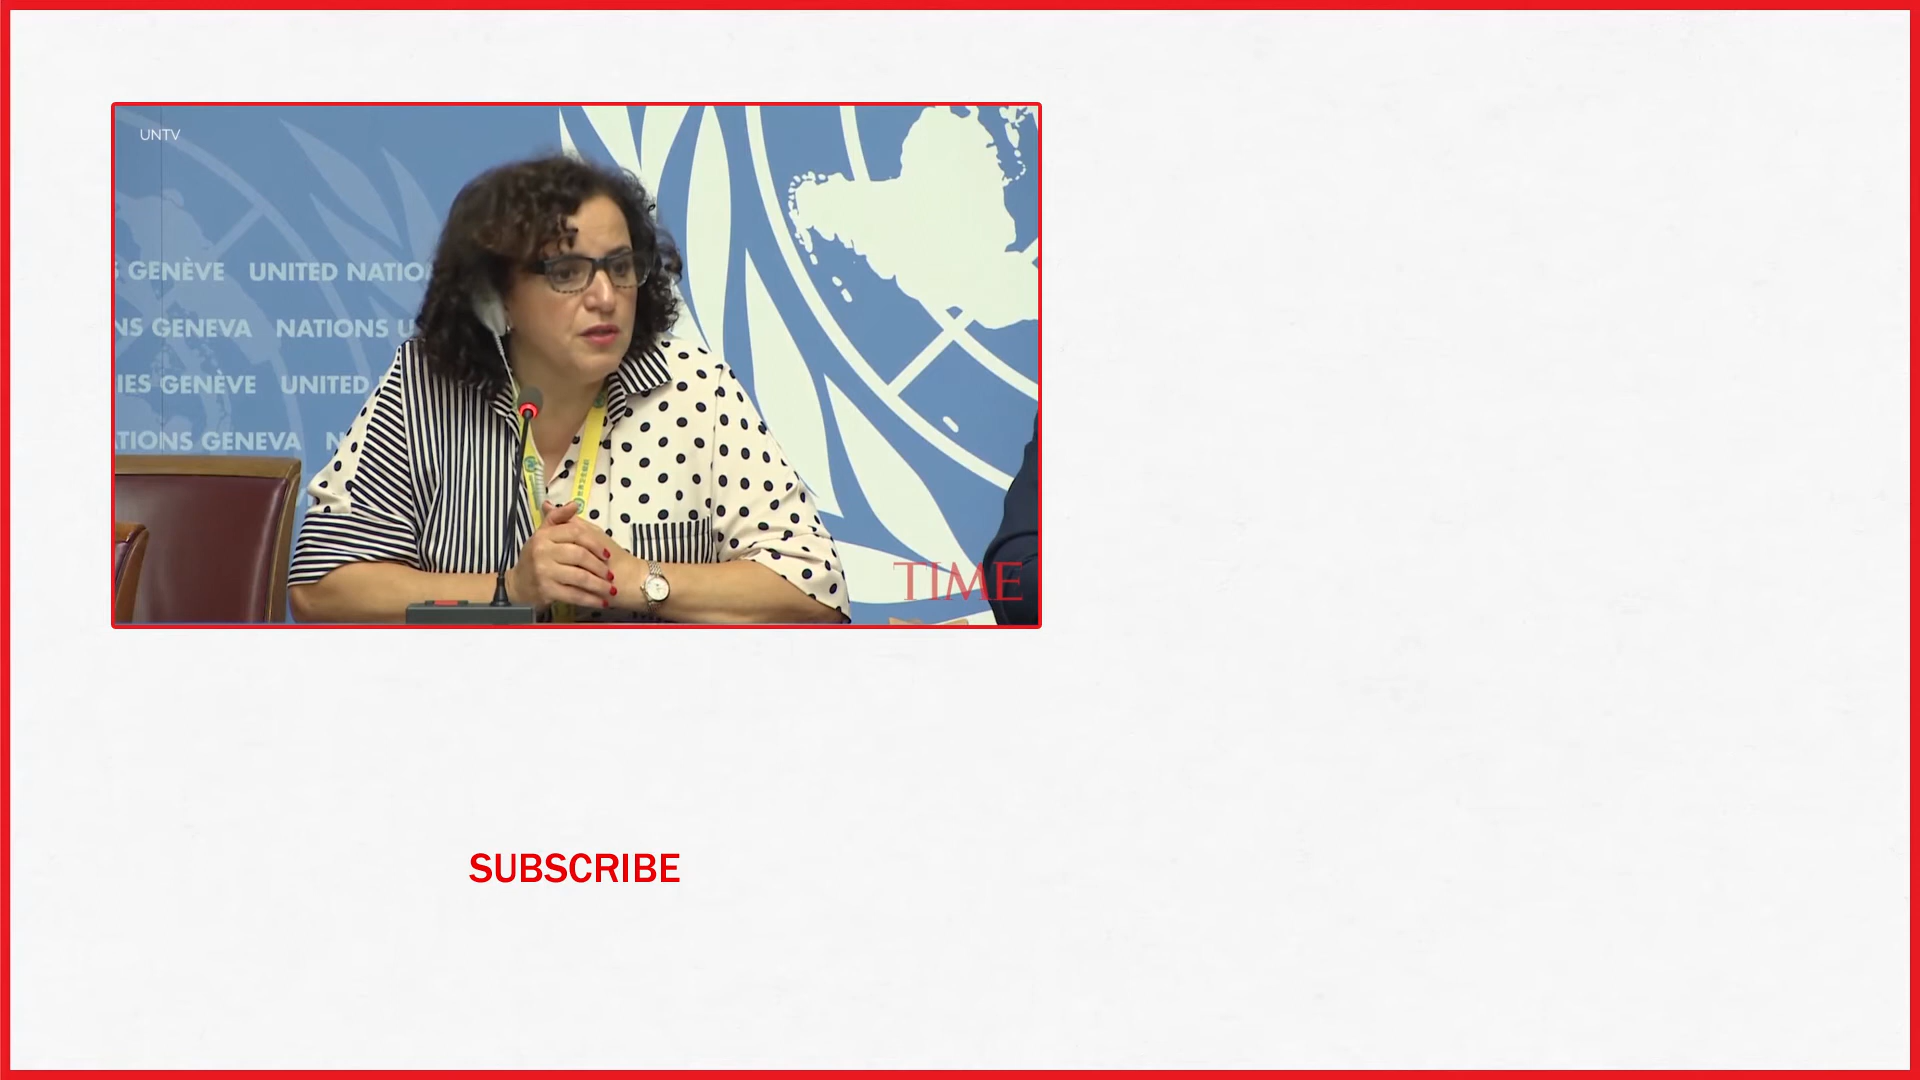 UNTV
S GENÈVE UNITED NATIO
NS GENEVA NATIONS U
IES GENÈVE UNITED
TIONS GENEVA N
TIME
SUBSCRIBE